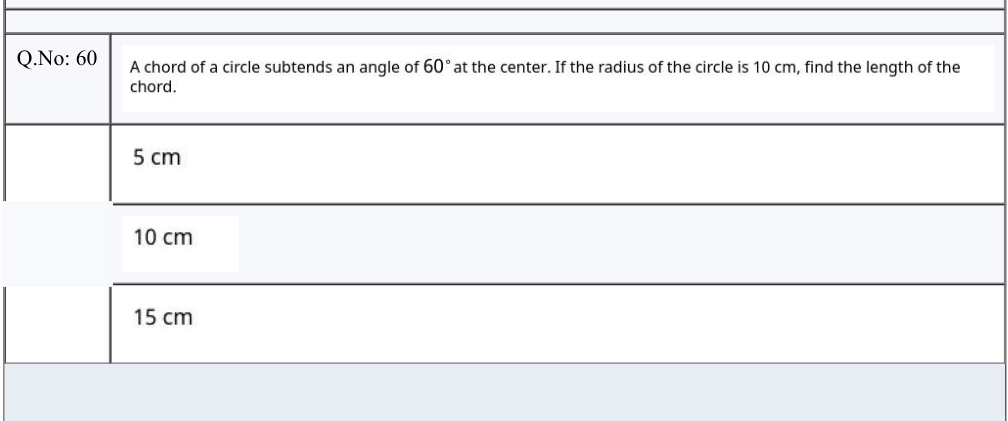 Q.No: 60
A chord of a circle subtends an angle of 60° at the center. If the radius of the circle is 10 cm, find the length of the
chord.
5 cm
10 cm
15 cm